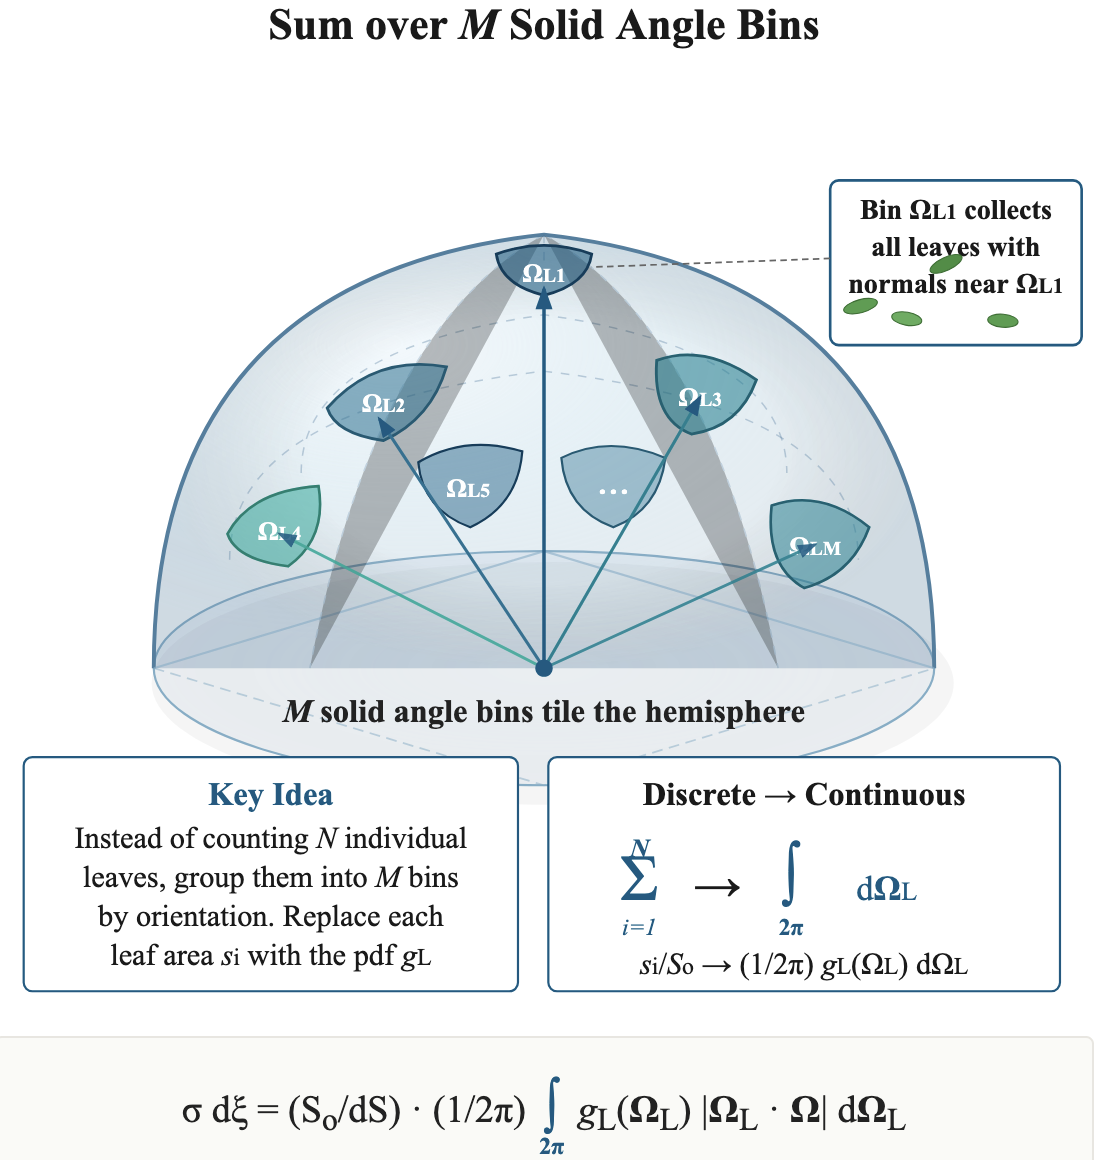 Sum over M Solid Angle Bins
Bin ΩL1 collects
all leaves with
normals near ΩL1
ΩL1
ΩL2
ΩL3
ΩL5
...
ΩL4
ΩLM
M solid angle bins tile the hemisphere
Key Idea
Instead of counting N individual
leaves, group them into M bins
by orientation. Replace each
leaf area si with the pdf gL
Discrete → Continuous
N
∑ → ∫ dΩL
i=1 2π
si/So → (1/2π) gL(ΩL) dΩL
σ dξ = (So/dS) · (1/2π) ∫ gL(ΩL) |ΩL · Ω| dΩL
2π